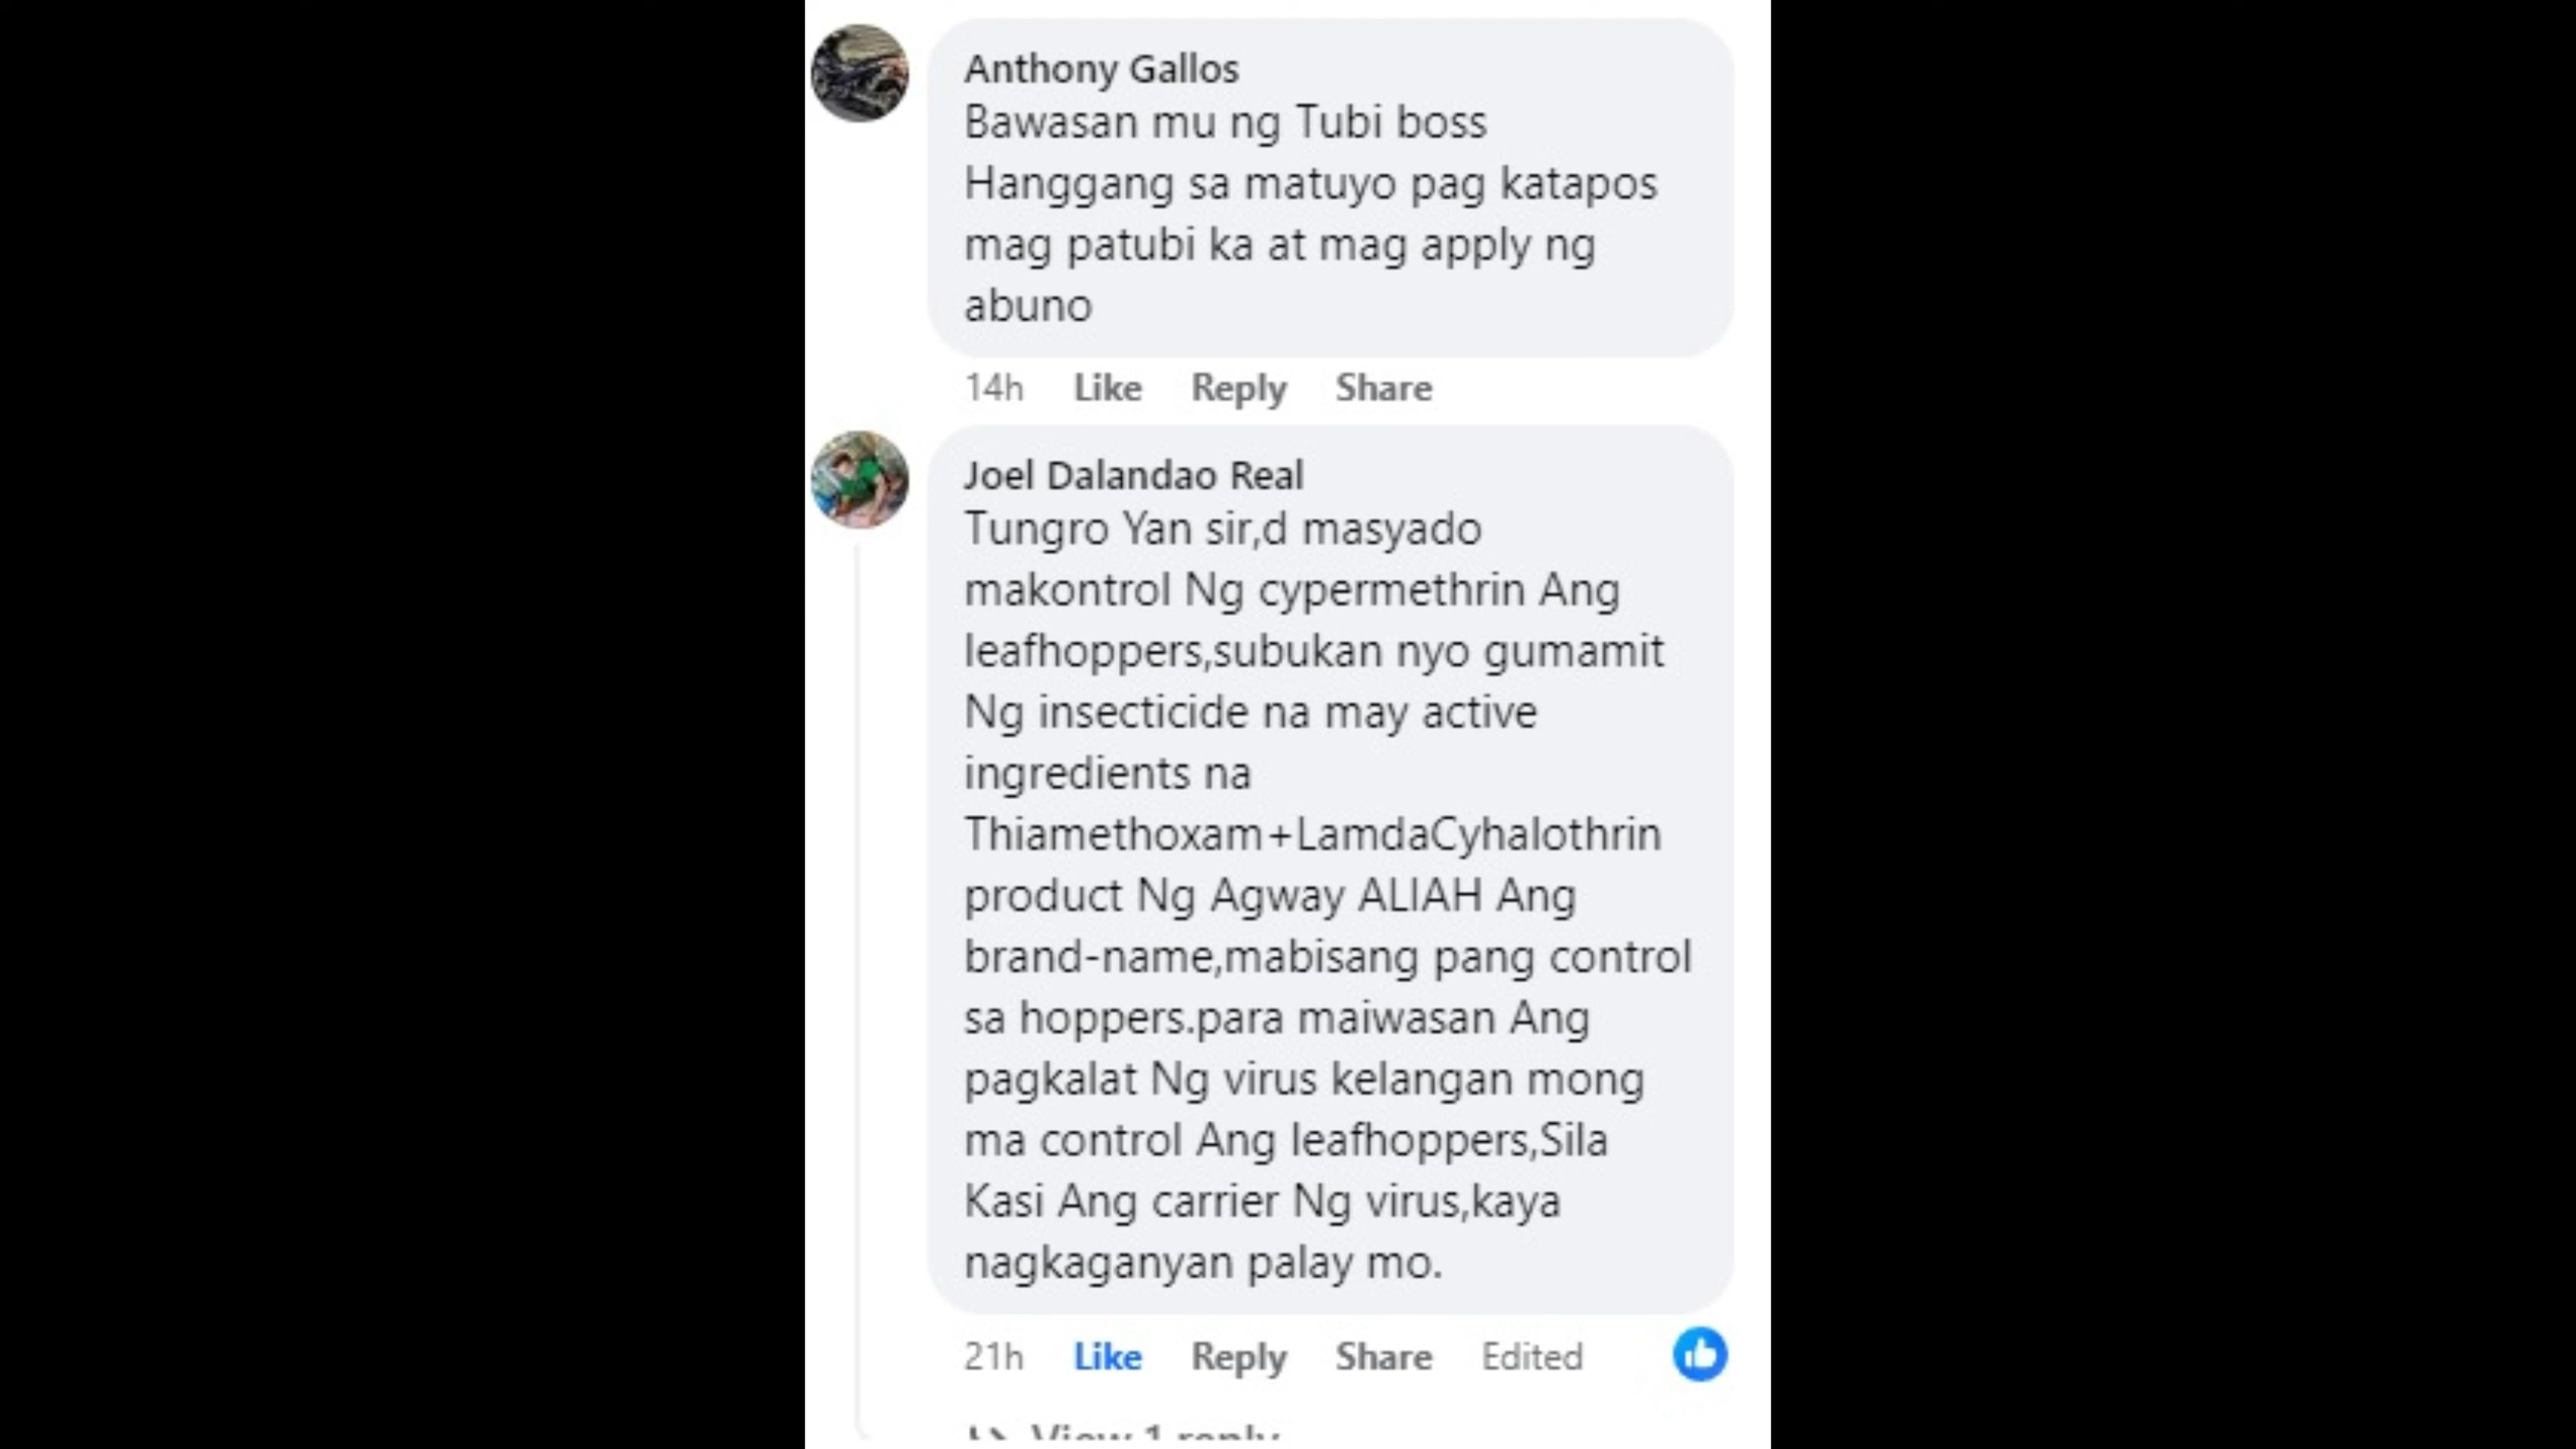 Anthony Gallos
Bawasan mu ng Tubi boss
Hanggang sa matuyo pag katapos
mag patubi ka at mag apply ng
abuno
14h Like Reply Share
Joel Dalandao Real
Tungro Yan sir,d masyado
makontrol Ng cypermethrin Ang
leafhoppers,subukan nyo gumamit
Ng insecticide na may active
ingredients na
Thiamethoxam+LamdaCyhalothrin
product Ng Agway ALIAH Ang
brand-name,mabisang pang control
sa hoppers.para maiwasan Ang
pagkalat Ng virus kelangan mong
ma control Ang leafhoppers,Sila
Kasi Ang carrier Ng virus,kaya
nagkaganyan palay mo.
21h Like Reply Share Edited
View 1 reply